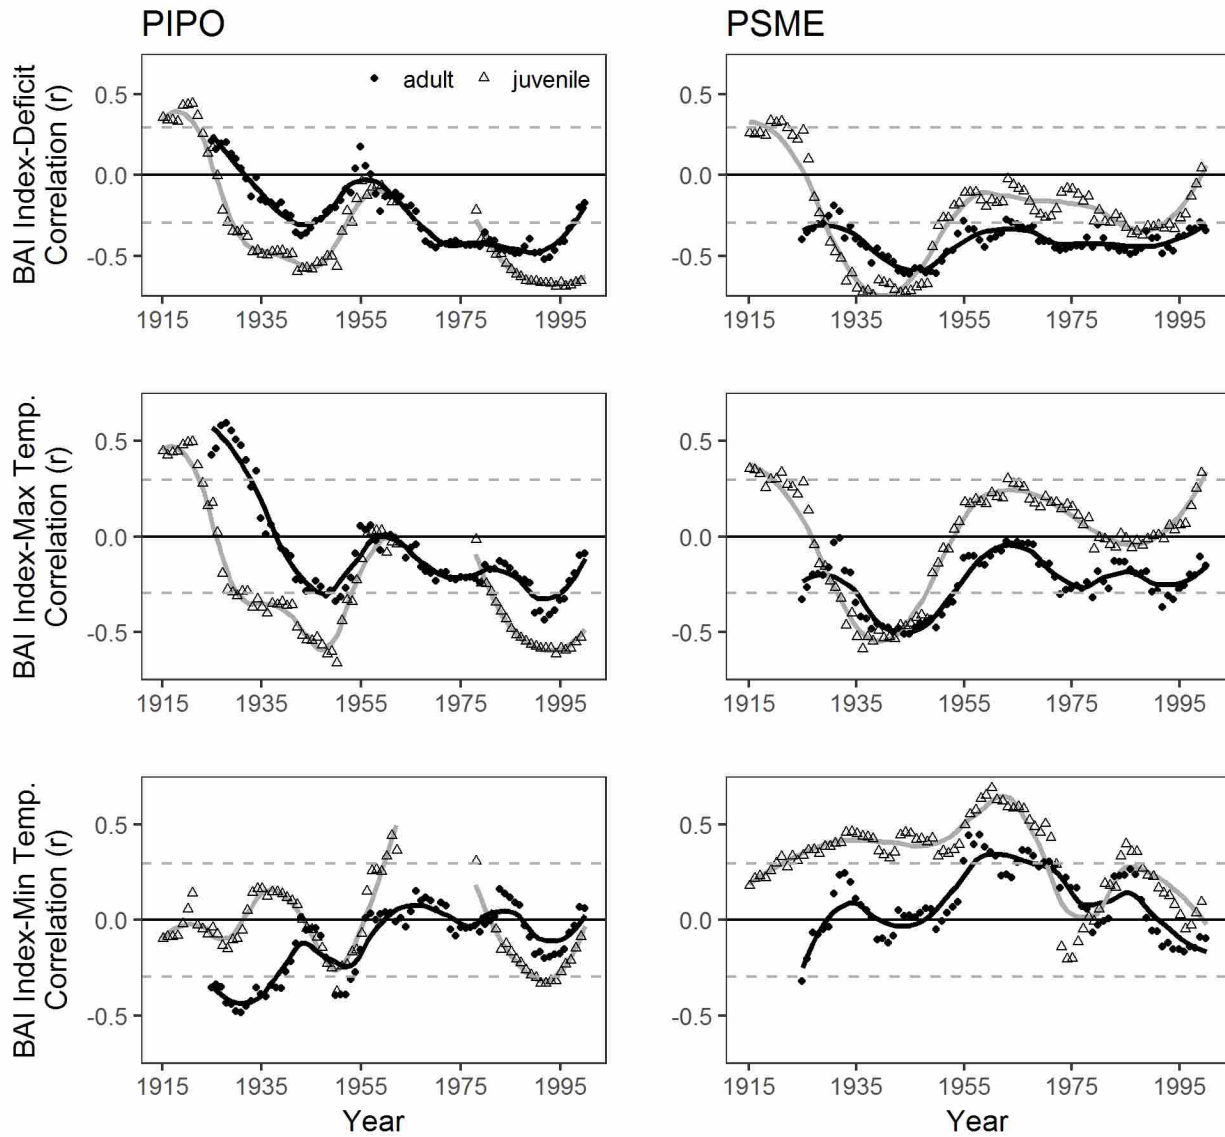 PIPO
PSME
adult
juvenile
BAI Index-Deficit
Correlation (r)
0.5
0.0
-0.5
1915 1935 1955 1975 1995
1915 1935 1955 1975 1995
BAI Index-Max Temp.
Correlation (r)
0.5
0.0
-0.5
0.5
0.0
-0.5
1915 1935 1955 1975 1995
1915 1935 1955 1975 1995
BAI Index-Min Temp.
Correlation (r)
0.5
0.0
-0.5
0.5
0.0
-0.5
1915 1935 1955 1975 1995
1915 1935 1955 1975 1995
Year
Year
0.5
0.0
-0.5